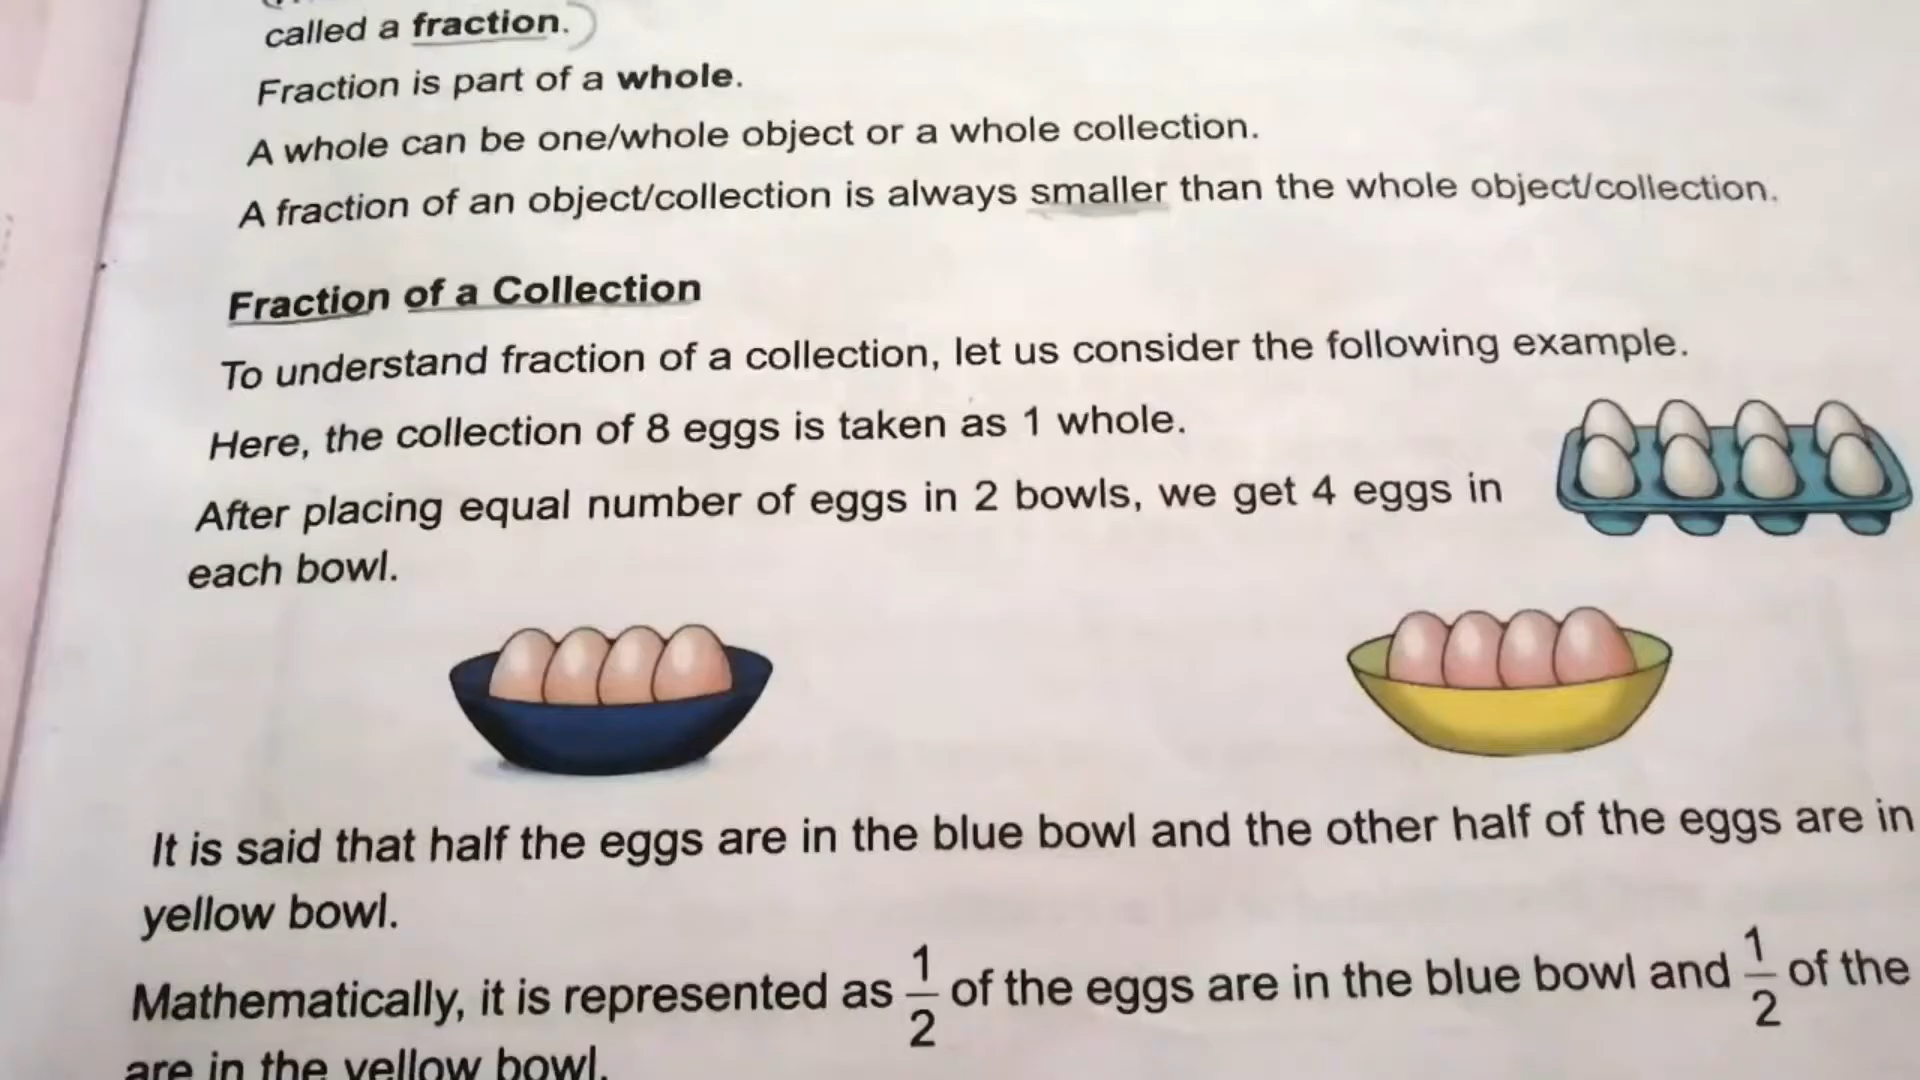 called a fraction.
Fraction is part of a whole.
A whole can be one/whole object or a whole collection.
A fraction of an object/collection is always smaller than the whole object/collection.
Fraction of a Collection
To understand fraction of a collection, let us consider the following example.
Here, the collection of 8 eggs is taken as 1 whole.
After placing equal number of eggs in 2 bowls, we get 4 eggs in
each bowl.
It is said that half the eggs are in the blue bowl and the other half of the eggs are in
yellow bowl.
Mathematically, it is represented as 1/2 of the eggs are in the blue bowl and 1/2 of the
are in the yellow bowl.